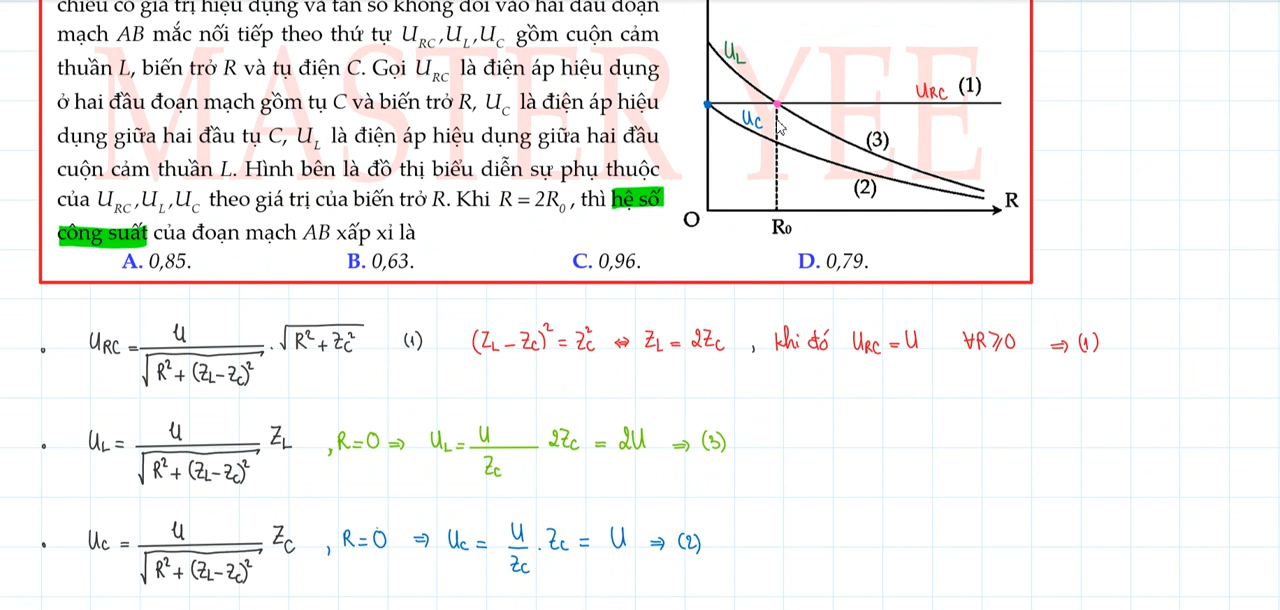 chiều có giá trị hiệu dụng và tần số không đổi vào hai đầu đoạn
mạch AB mắc nối tiếp theo thứ tự U_RC, U_L, U_C gồm cuộn cảm
thuần L, biến trở R và tụ điện C. Gọi U_RC là điện áp hiệu dụng
ở hai đầu đoạn mạch gồm tụ C và biến trở R, U_C là điện áp hiệu
dụng giữa hai đầu tụ C, U_L là điện áp hiệu dụng giữa hai đầu
cuộn cảm thuần L. Hình bên là đồ thị biểu diễn sự phụ thuộc
của U_RC, U_L, U_C theo giá trị của biến trở R. Khi R = 2R_0, thì hệ số
công suất của đoạn mạch AB xấp xỉ là
A. 0,85. B. 0,63. C. 0,96. D. 0,79.
MASTER YEE
U_L
U_RC (1)
U_C
(3)
(2)
O
R_0
R
U_RC = U / √(R² + (Z_L - Z_C)²) . √(R² + Z_C²) (1) (Z_L - Z_C)² = Z_C² ⇔ Z_L = 2Z_C , khi đó U_RC = U ∀R ⩾ 0 ⇒ (1)
U_L = U / √(R² + (Z_L - Z_C)²) Z_L , R = 0 ⇒ U_L = U / Z_C 2Z_C = 2U ⇒ (3)
U_C = U / √(R² + (Z_L - Z_C)²) Z_C , R = 0 ⇒ U_C = U / Z_C . Z_C = U ⇒ (2)